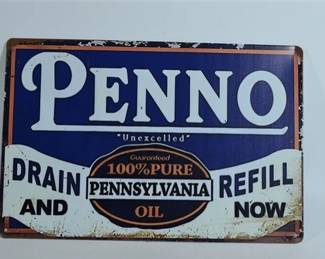 PENNO
"Unexcelled"
Guaranteed
100% PURE
DRAIN PENNSYLVANIA REFILL
AND OIL NOW